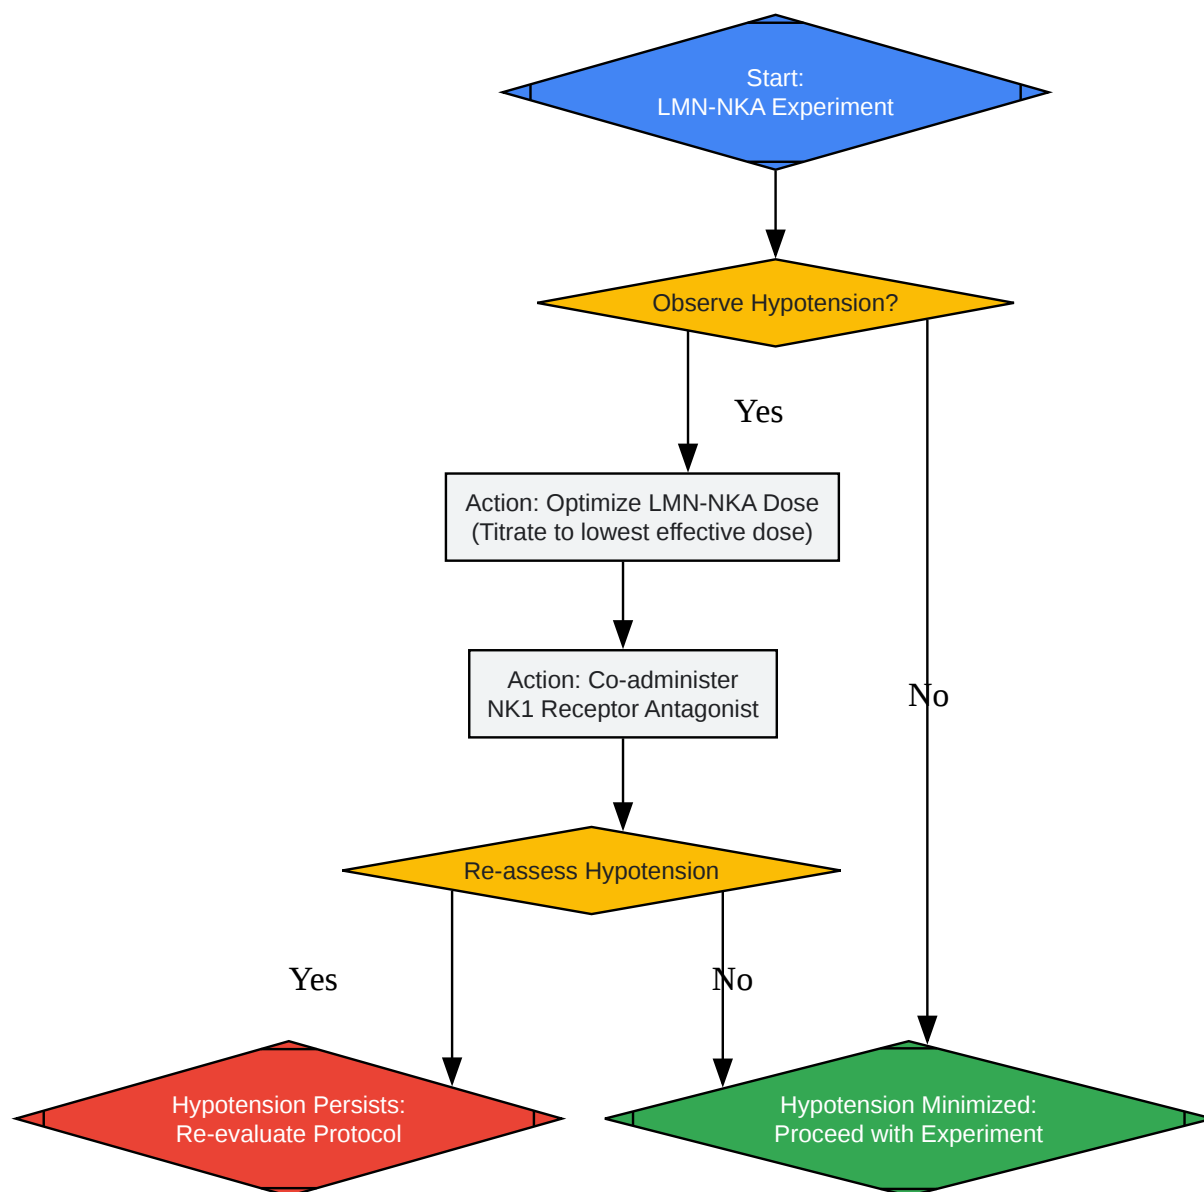 Start:
LMN-NKA Experiment
Observe Hypotension?
Yes
Action: Optimize LMN-NKA Dose
(Titrate to lowest effective dose)
Action: Co-administer
NK1 Receptor Antagonist
No
Re-assess Hypotension
Yes
No
Hypotension Persists:
Re-evaluate Protocol
Hypotension Minimized:
Proceed with Experiment